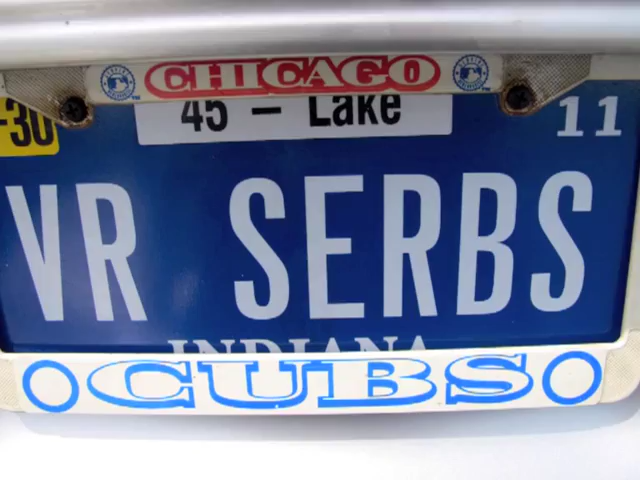 CHICAGO
-30
45 - Lake
11
VR SERBS
INDIANA
CUBS